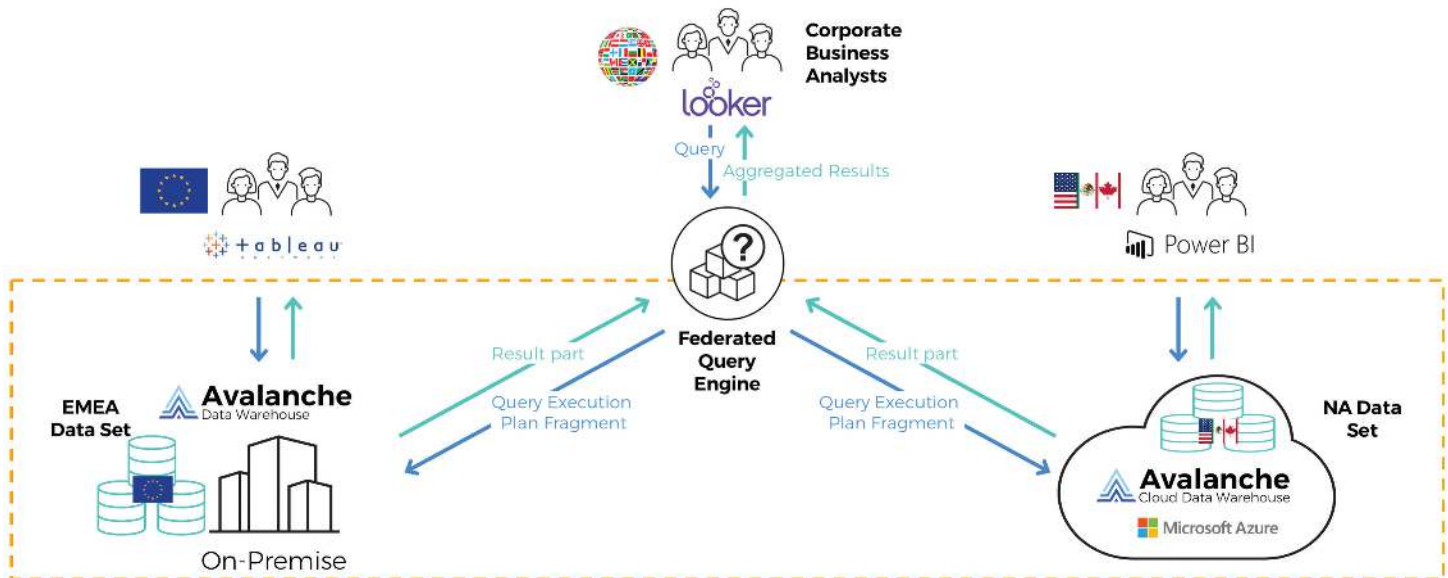 Corporate
Business
Analysts
looker
Query
Aggregated Results
+ableau
Power BI
Federated
Query
Engine
Result part
Query Execution
Plan Fragment
Result part
Query Execution
Plan Fragment
EMEA
Data Set
Avalanche
Data Warehouse
On-Premise
NA Data
Set
Avalanche
Cloud Data Warehouse
Microsoft Azure